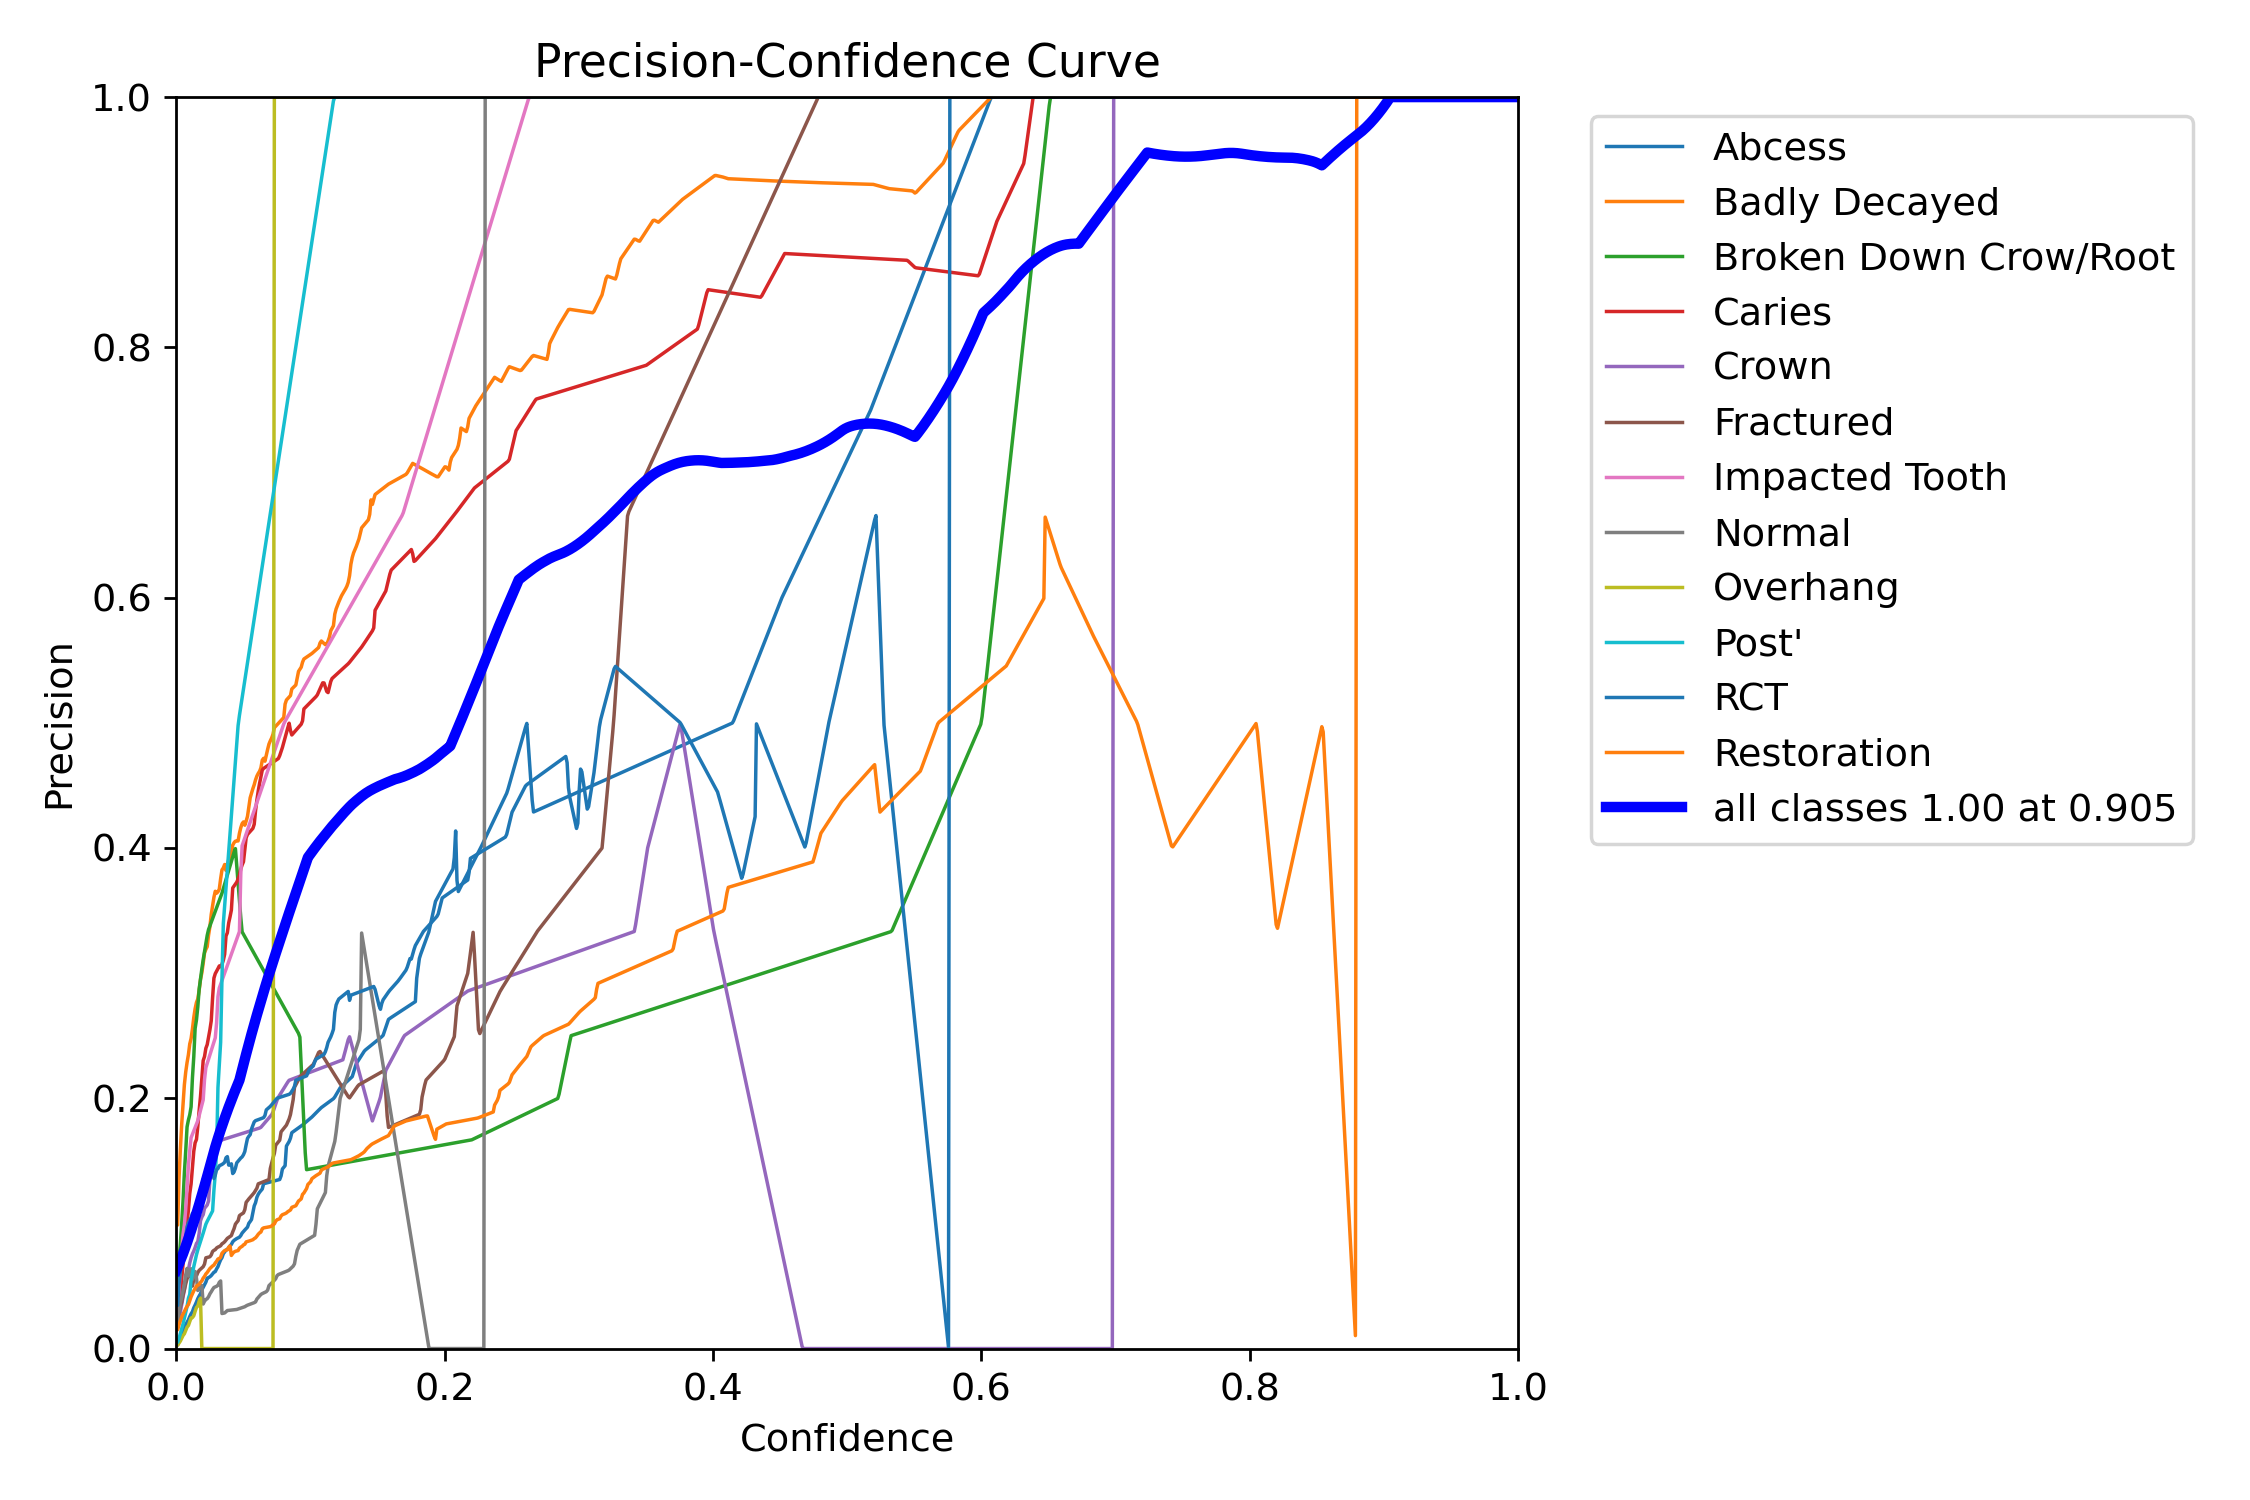 Precision-Confidence Curve
1.0
0.8
0.6
0.4
0.2
0.0
Precision
0.0 0.2 0.4 0.6 0.8 1.0
Confidence
Abcess
Badly Decayed
Broken Down Crow/Root
Caries
Crown
Fractured
Impacted Tooth
Normal
Overhang
Post'
RCT
Restoration
all classes 1.00 at 0.905